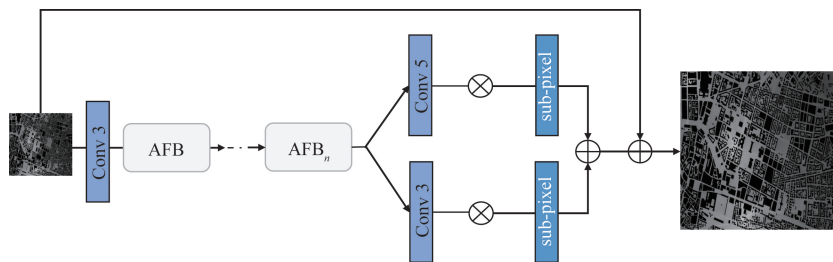 Conv 3
AFB
AFBn
Conv 5
sub-pixel
Conv 3
sub-pixel